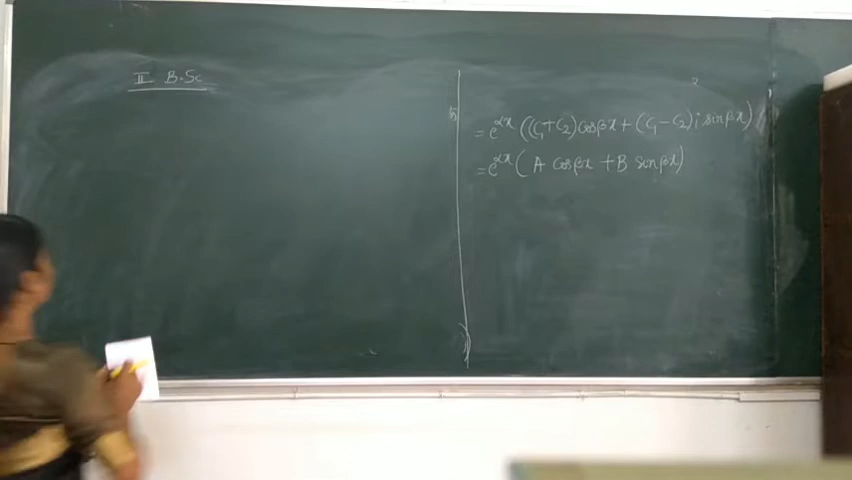 II B.Sc
= e^αx ((C₁+C₂) cosβx + (C₁-C₂) i sinβx)
= e^αx (A cosβx + B sinβx)